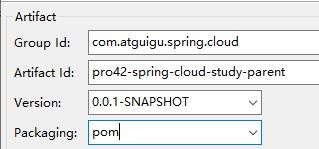 Artifact
Group Id: com.atguigu.spring.cloud
Artifact Id: pro42-spring-cloud-study-parent
Version: 0.0.1-SNAPSHOT
Packaging: pom